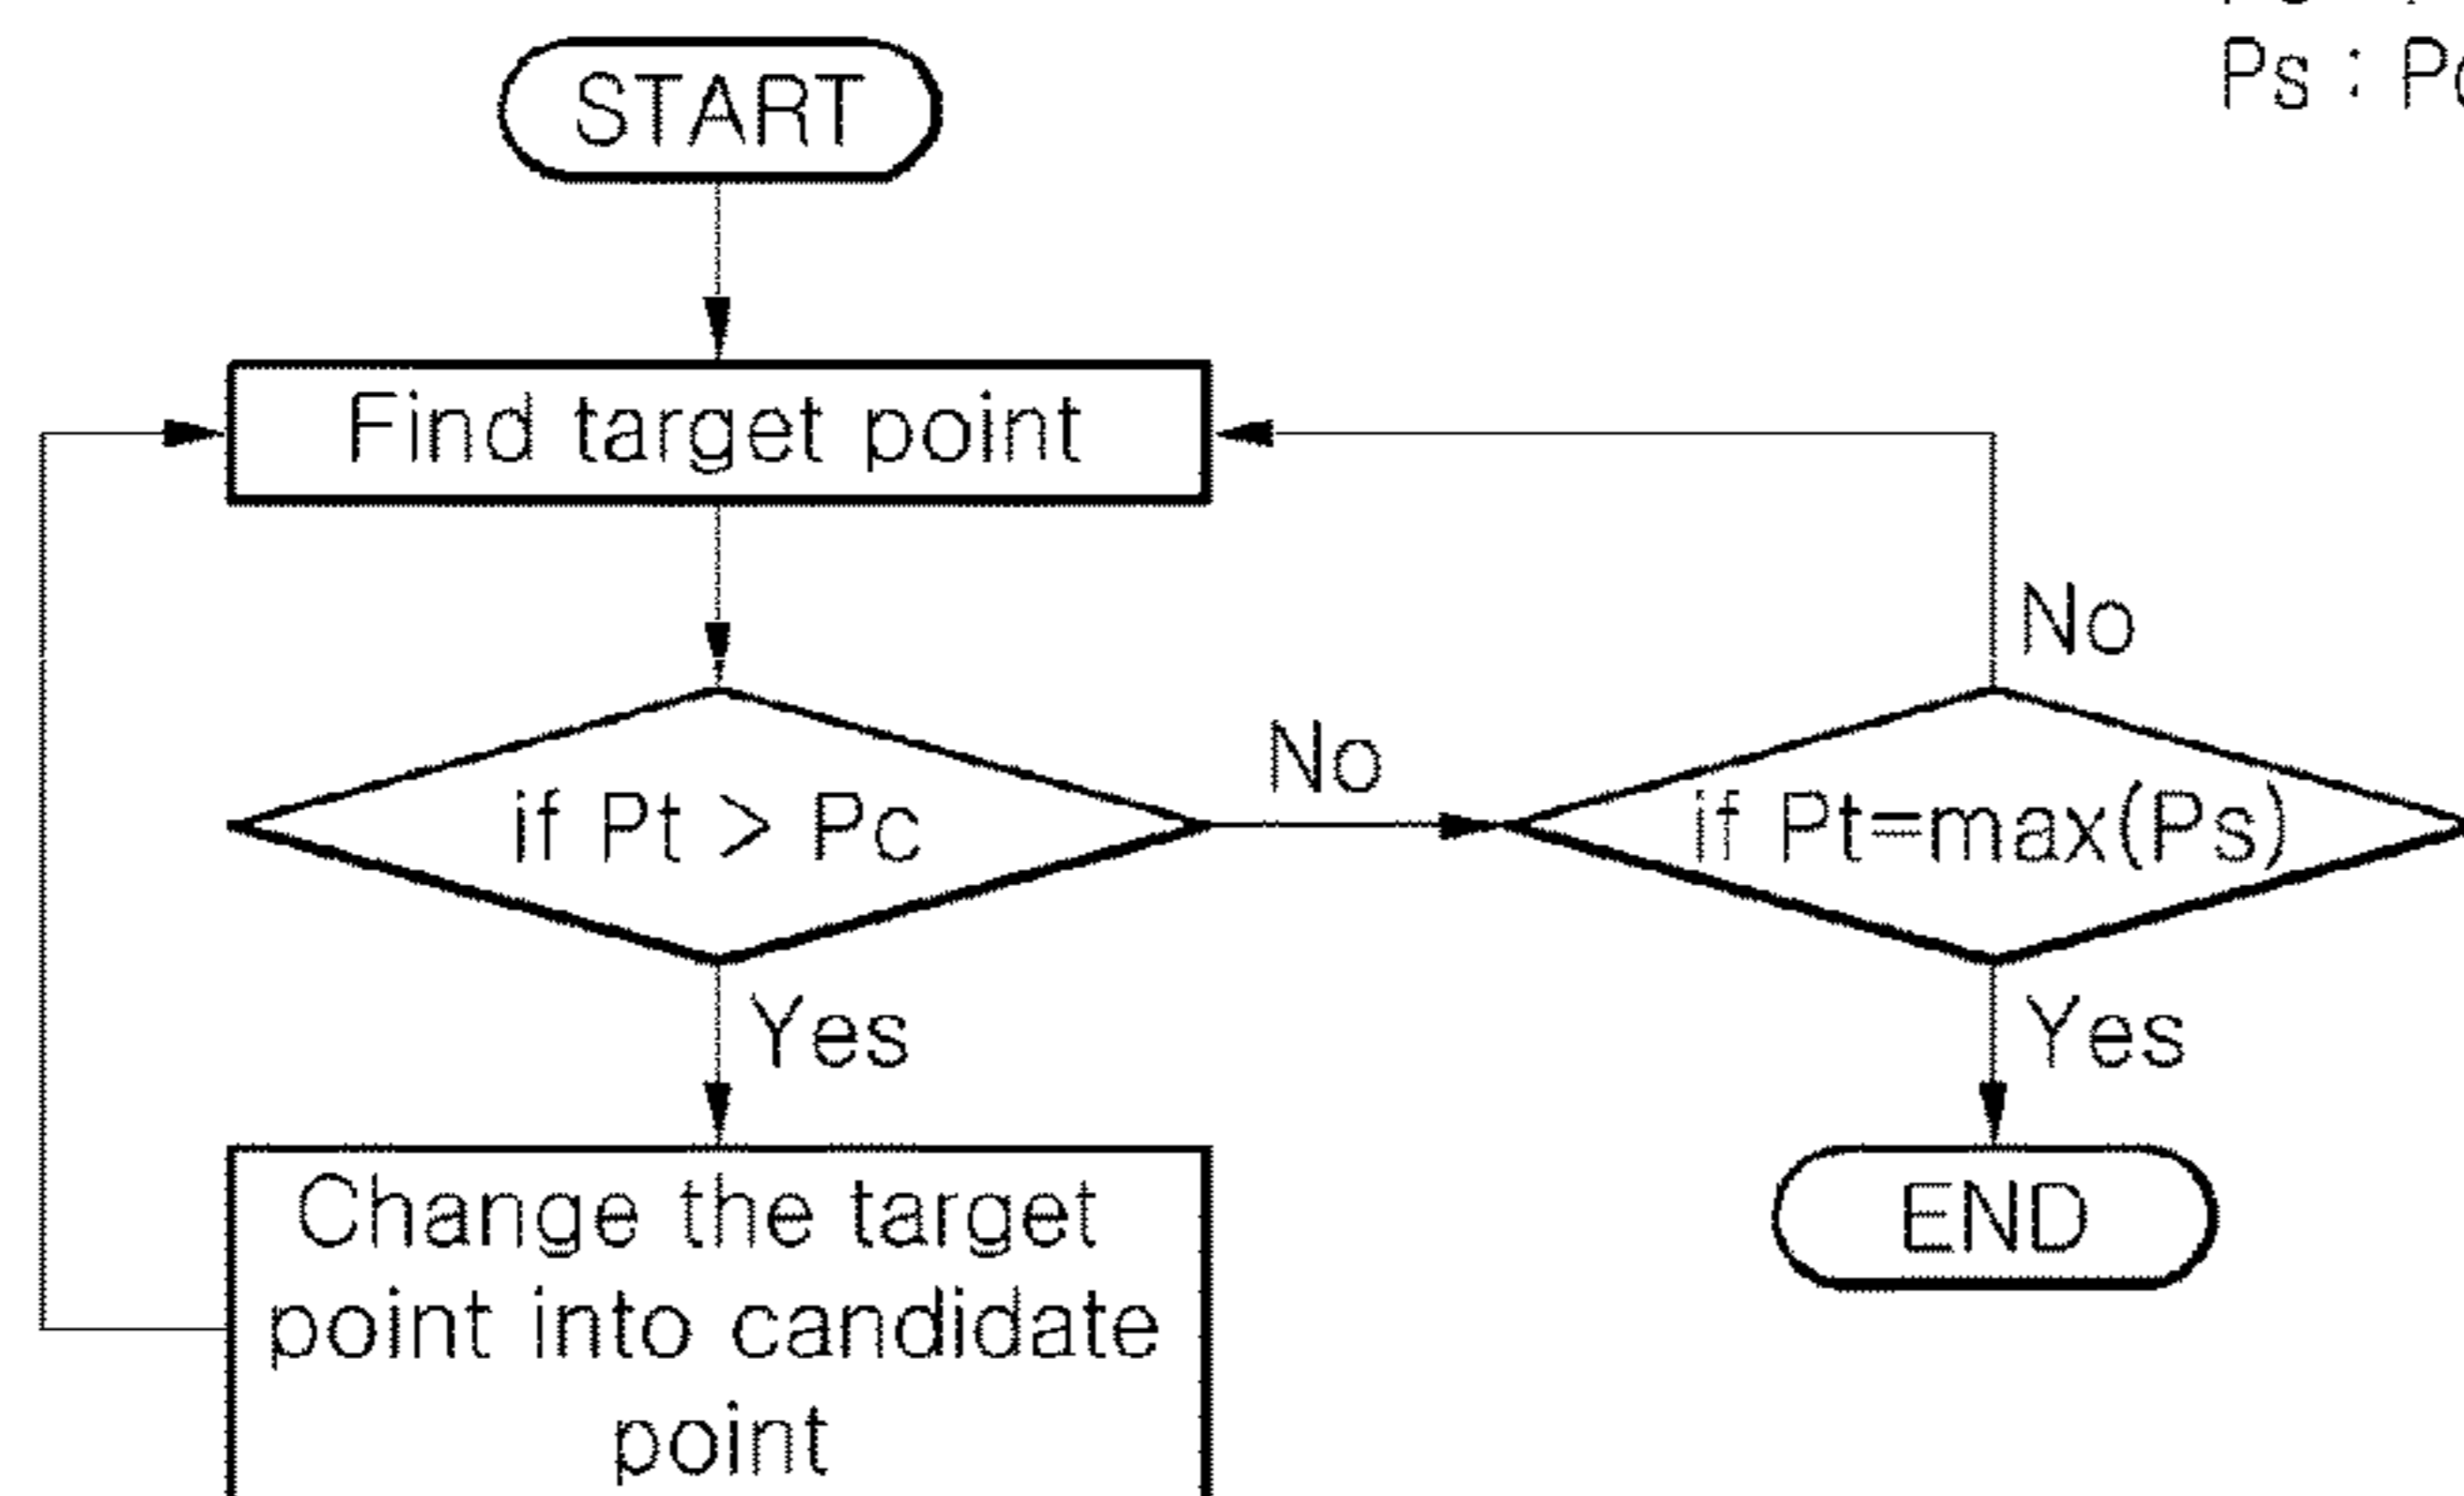 Ps :
START
Find target point
No
No
if Pt > Pc
if Pt=max(Ps)
Yes
Yes
Change the target
point into candidate
point
END